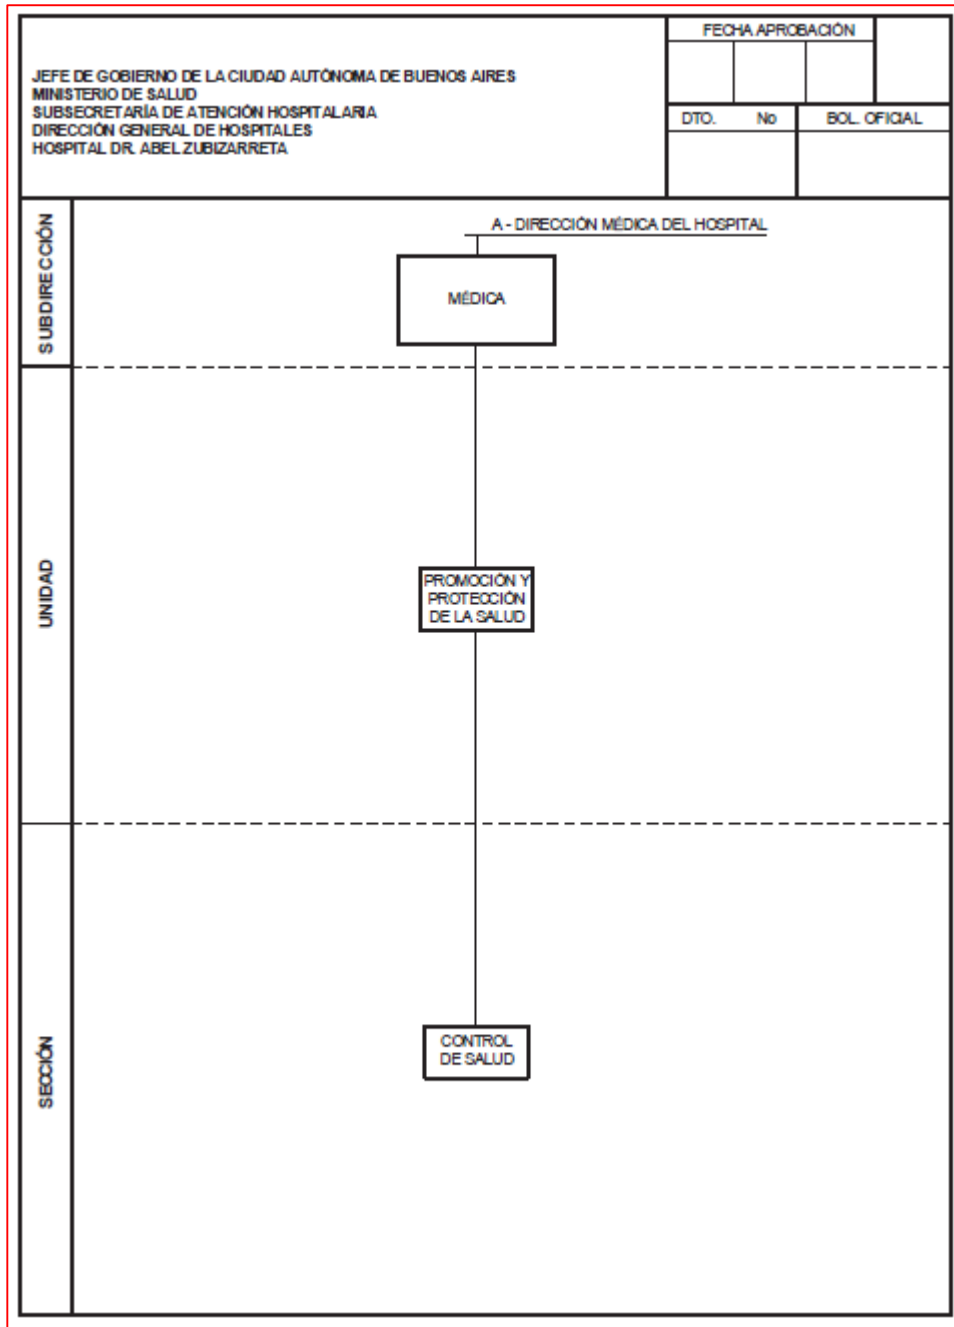 JEFE DE GOBIERNO DE LA CIUDAD AUTÓNOMA DE BUENOS AIRES
MINISTERIO DE SALUD
SUBSECRETARÍA DE ATENCIÓN HOSPITALARIA
DIRECCIÓN GENERAL DE HOSPITALES
HOSPITAL DR. ABEL ZUBIZARRETA
FECHA APROBACIÓN
DTO. No
BOL. OFICIAL
SUBDIRECCIÓN
A - DIRECCIÓN MÉDICA DEL HOSPITAL
MÉDICA
UNIDAD
PROMOCIÓN Y
PROTECCIÓN
DE LA SALUD
SECCIÓN
CONTROL
DE SALUD